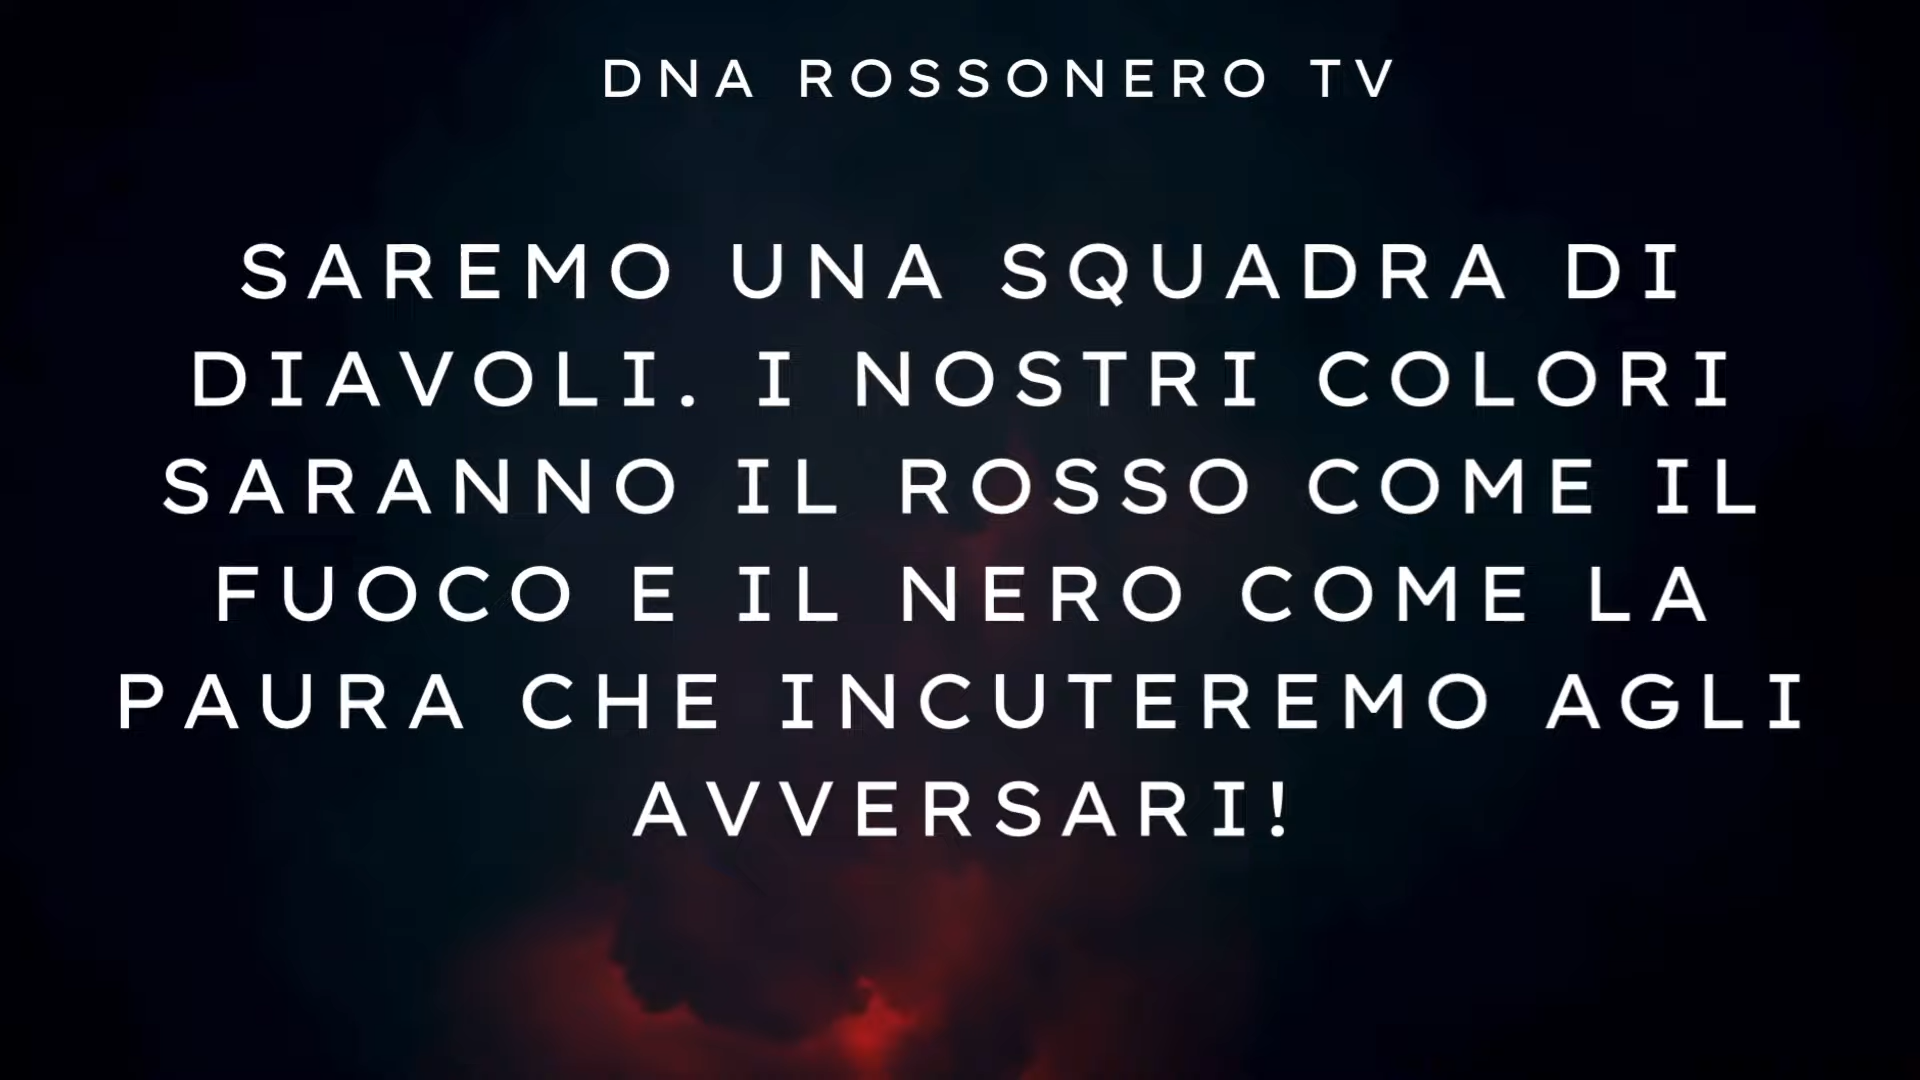 DNA ROSSONERO TV
SAREMO UNA SQUADRA DI
DIAVOLI. I NOSTRI COLORI
SARANNO IL ROSSO COME IL
FUOCO E IL NERO COME LA
PAURA CHE INCUTEREMO AGLI
AVVERSARI!